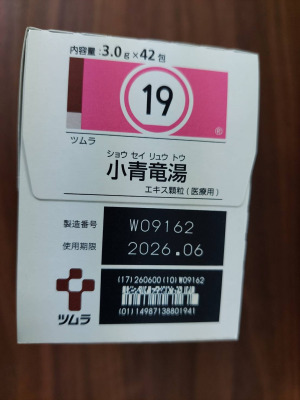 内容量:3.0g×42包
19
®
ツムラ
ショウ セイ リュウ トウ
小青竜湯
エキス顆粒(医療用)
製造番号 W09162
使用期限 2026.06
(17)260600(10)W09162
(01)14987138801941
ツムラ